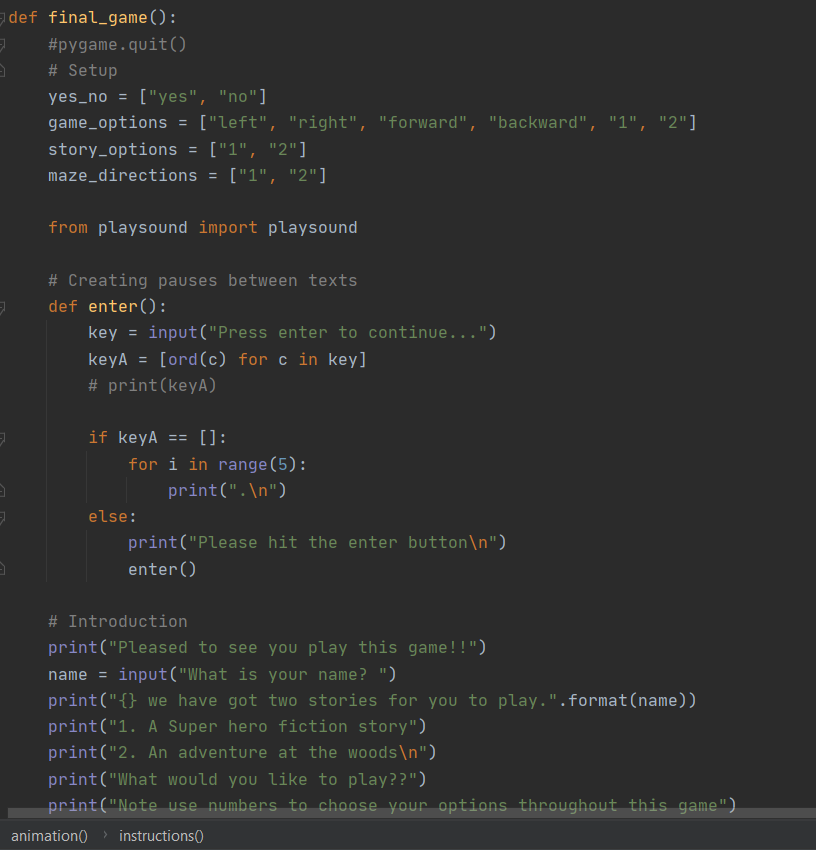 def final_game():
    #pygame.quit()
    # Setup
    yes_no = ["yes", "no"]
    game_options = ["left", "right", "forward", "backward", "1", "2"]
    story_options = ["1", "2"]
    maze_directions = ["1", "2"]

    from playsound import playsound

    # Creating pauses between texts
    def enter():
        key = input("Press enter to continue...")
        keyA = [ord(c) for c in key]
        # print(keyA)

        if keyA == []:
            for i in range(5):
                print(".\n")
        else:
            print("Please hit the enter button\n")
            enter()

    # Introduction
    print("Pleased to see you play this game!!")
    name = input("What is your name? ")
    print("{} we have got two stories for you to play.".format(name))
    print("1. A Super hero fiction story")
    print("2. An adventure at the woods\n")
    print("What would you like to play??")
    print("Note use numbers to choose your options throughout this game")
animation() › instructions()